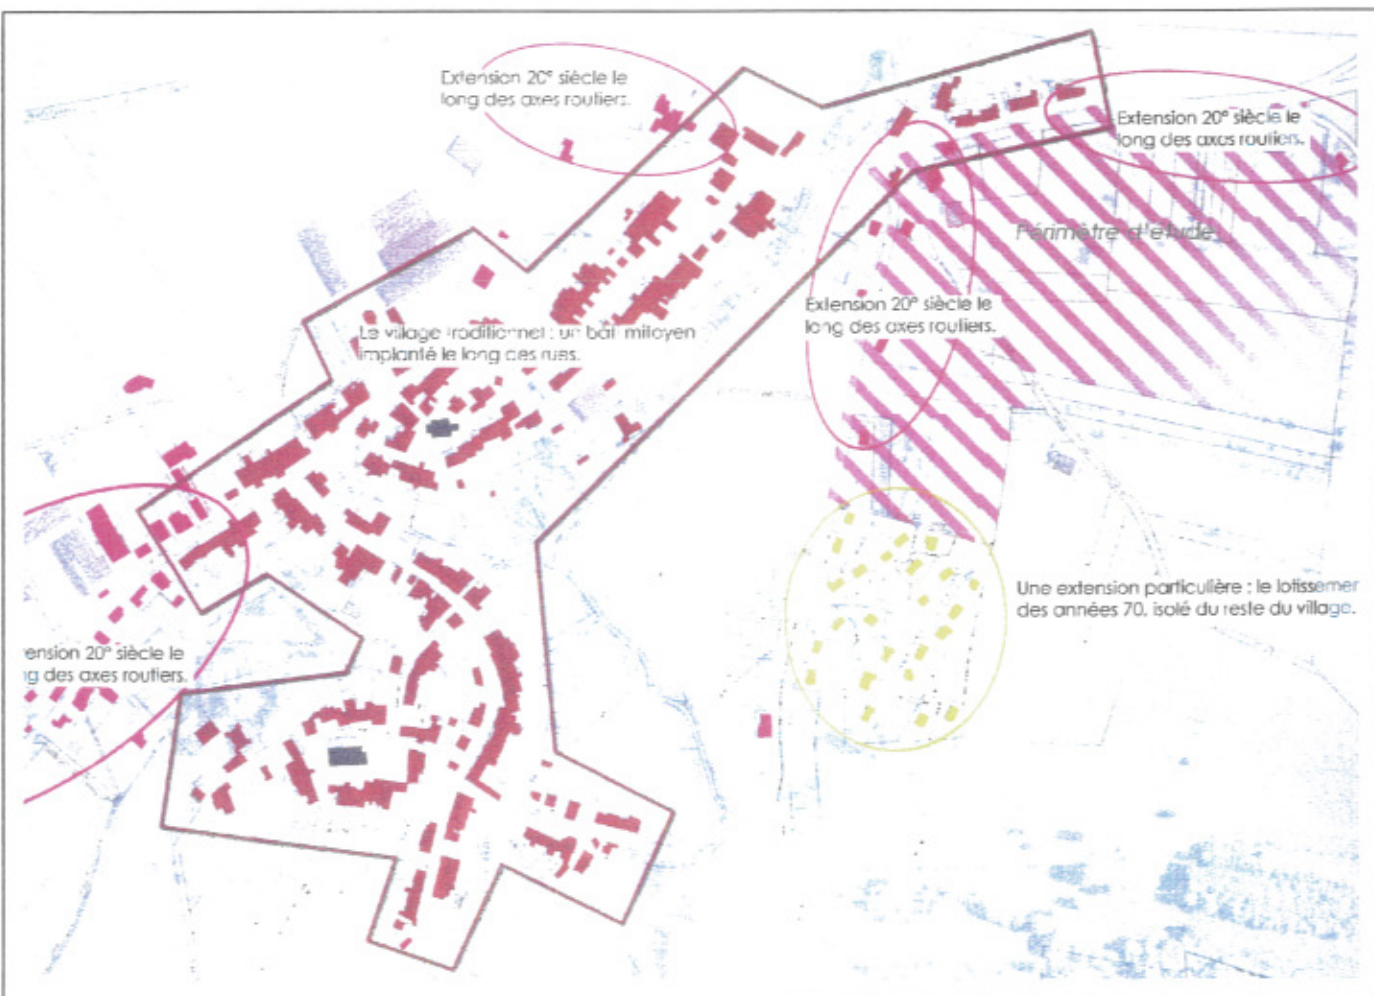 Extension 20e siècle le
long des axes routiers.
Extension 20e siècle le
long des axes routiers.
Périmètre d'étude
Extension 20e siècle le
long des axes routiers.
Le village traditionnel : un bâti mitoyen
implanté le long des rues.
Une extension particulière : le lotissemer
des années 70, isolé du reste du village.
ension 20e siècle le
g des axes routiers.